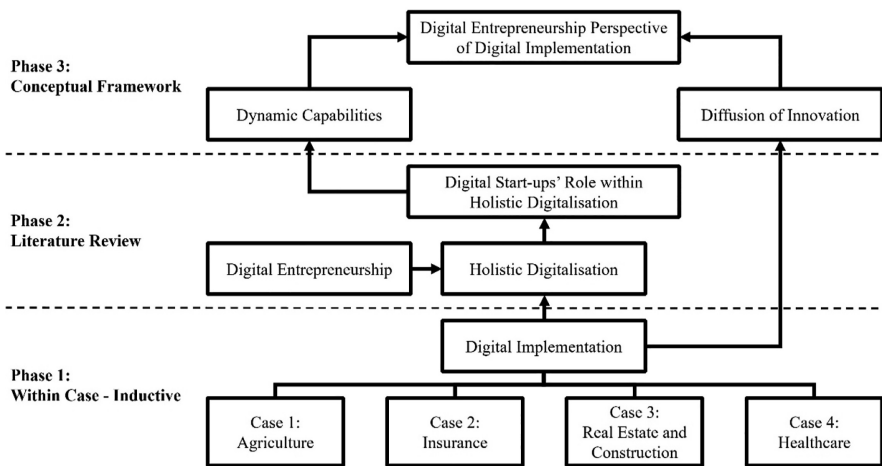 Digital Entrepreneurship Perspective
of Digital Implementation
Phase 3:
Conceptual Framework
Dynamic Capabilities
Diffusion of Innovation
Digital Start-ups' Role within
Holistic Digitalisation
Phase 2:
Literature Review
Digital Entrepreneurship
Holistic Digitalisation
Digital Implementation
Phase 1:
Within Case - Inductive
Case 1:
Agriculture
Case 2:
Insurance
Case 3:
Real Estate and
Construction
Case 4:
Healthcare